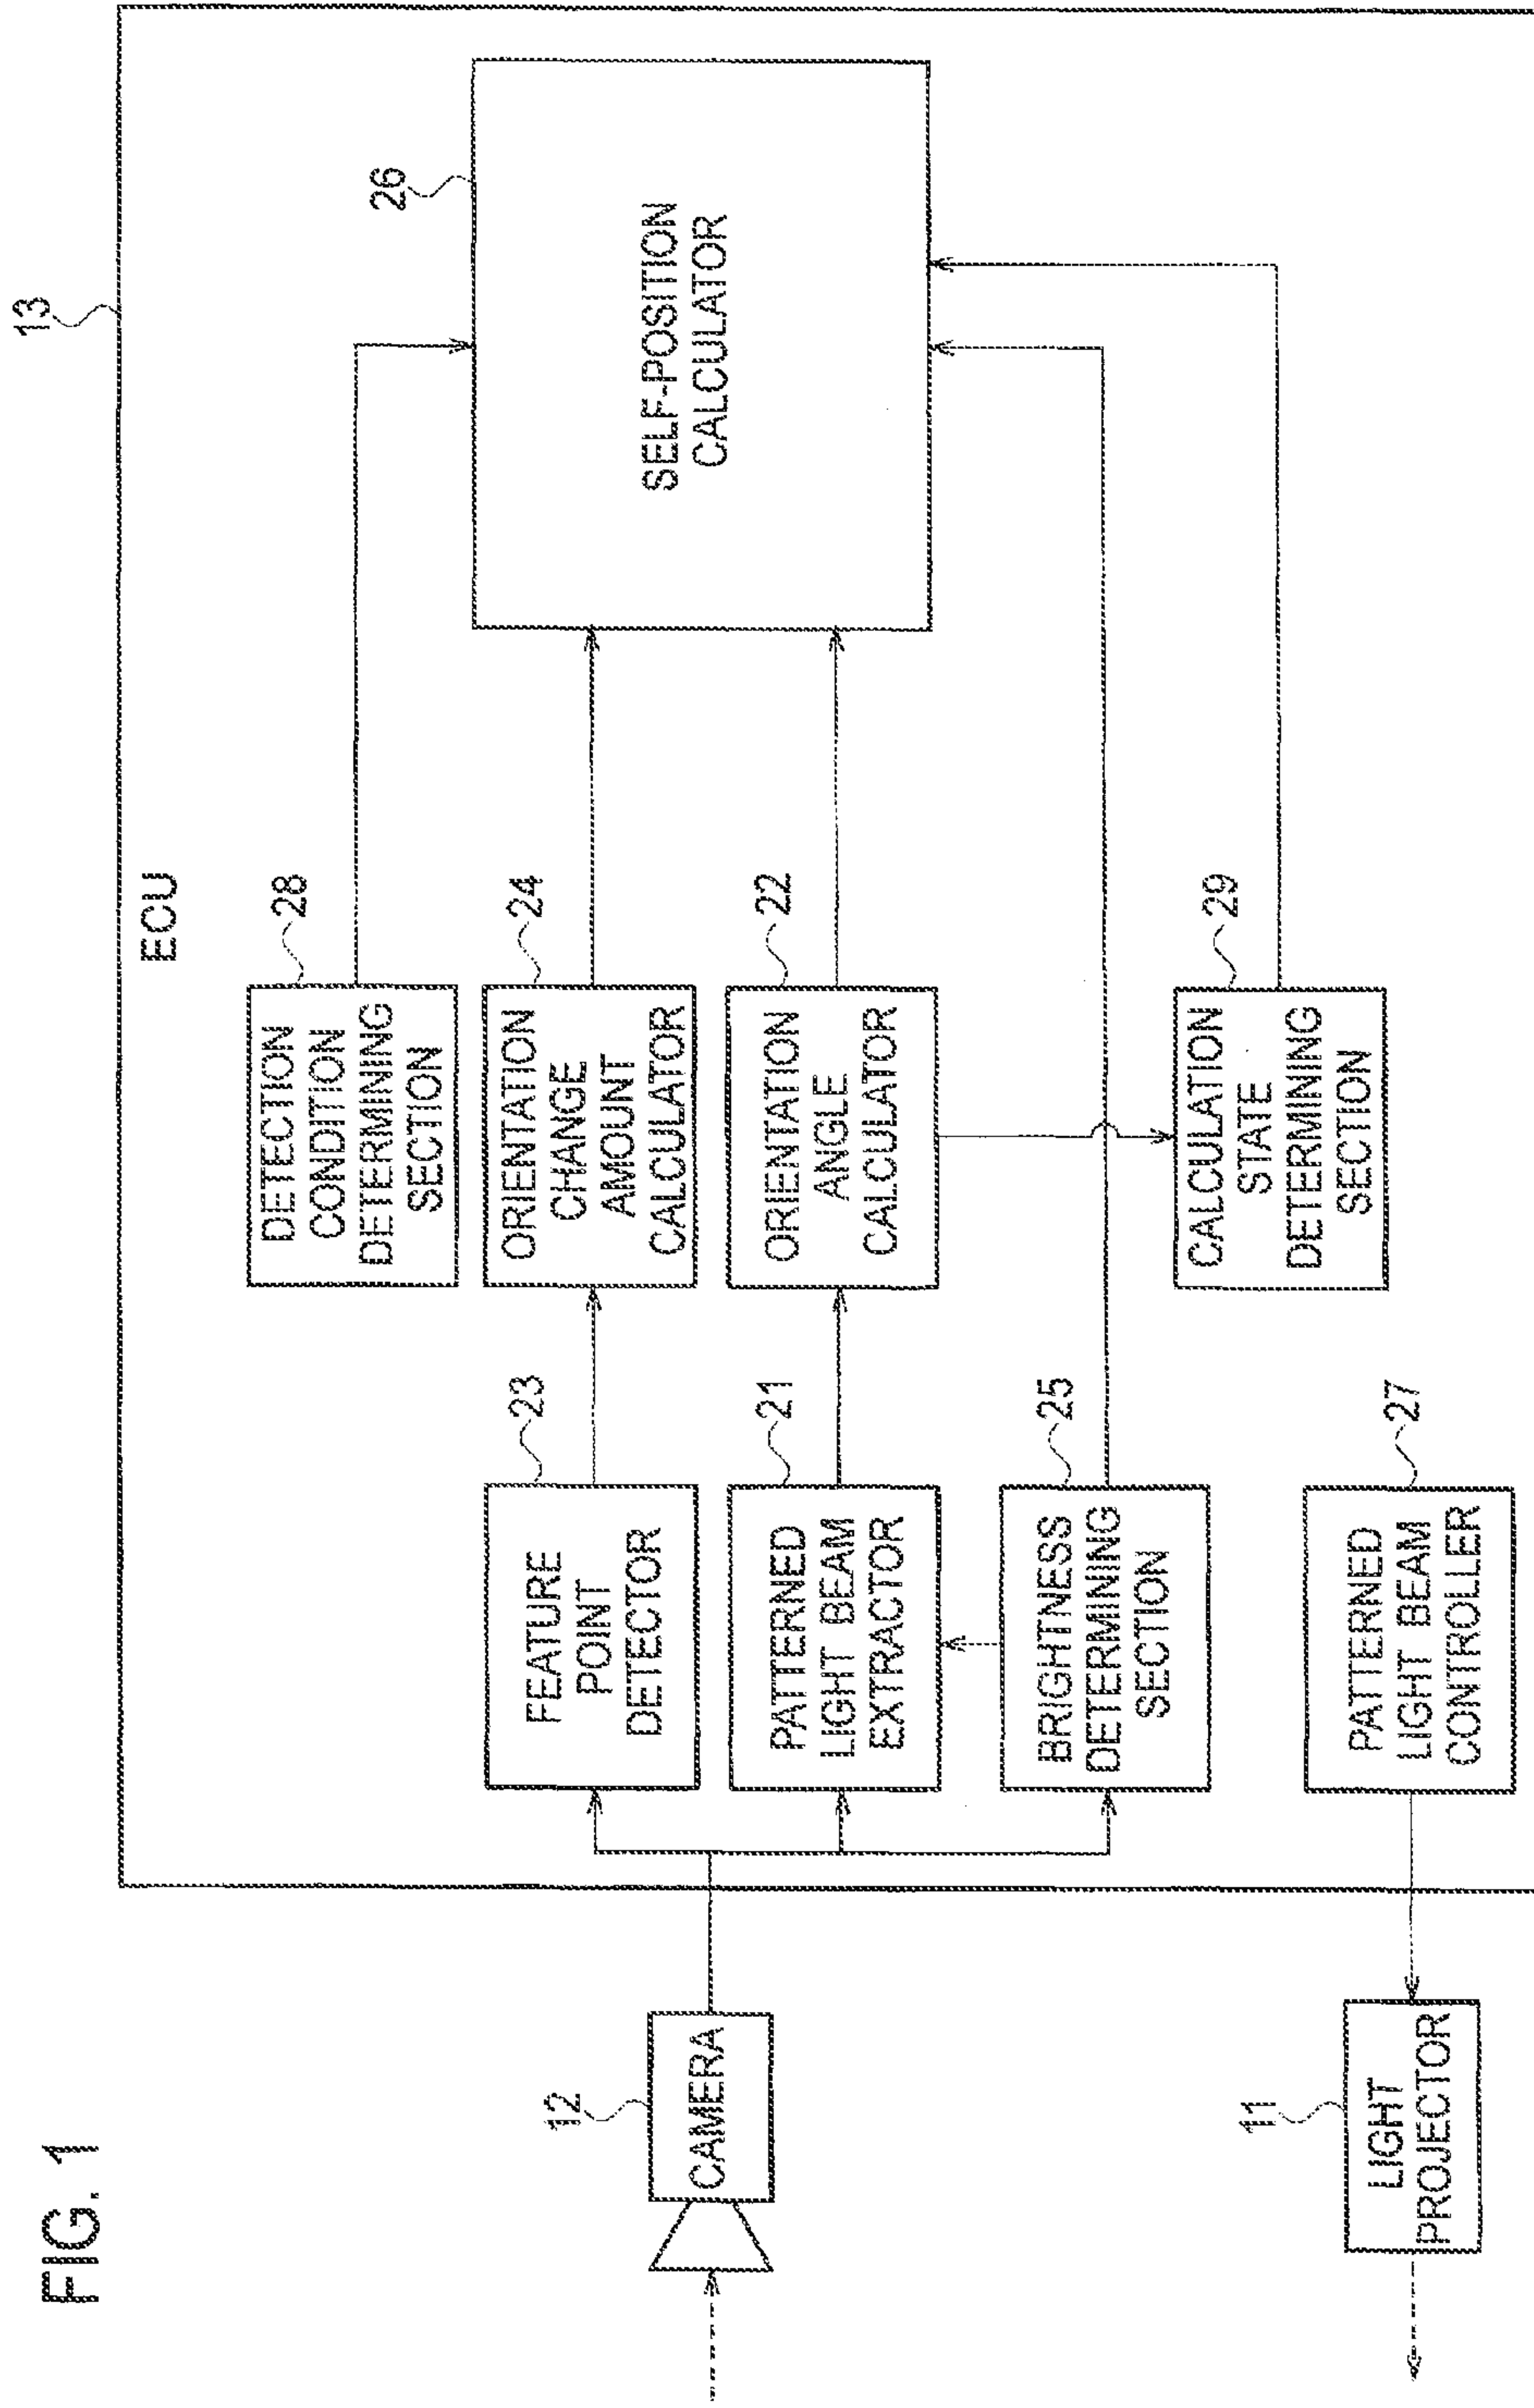 FIG. 1
13
ECU
12
CAMERA
11
LIGHT
PROJECTOR
23
FEATURE
POINT
DETECTOR
21
PATTERNED
LIGHT BEAM
EXTRACTOR
25
BRIGHTNESS
DETERMINING
SECTION
27
PATTERNED
LIGHT BEAM
CONTROLLER
28
DETECTION
CONDITION
DETERMINING
SECTION
24
ORIENTATION
CHANGE
AMOUNT
CALCULATOR
22
ORIENTATION
ANGLE
CALCULATOR
29
CALCULATION
STATE
DETERMINING
SECTION
26
SELF-POSITION
CALCULATOR